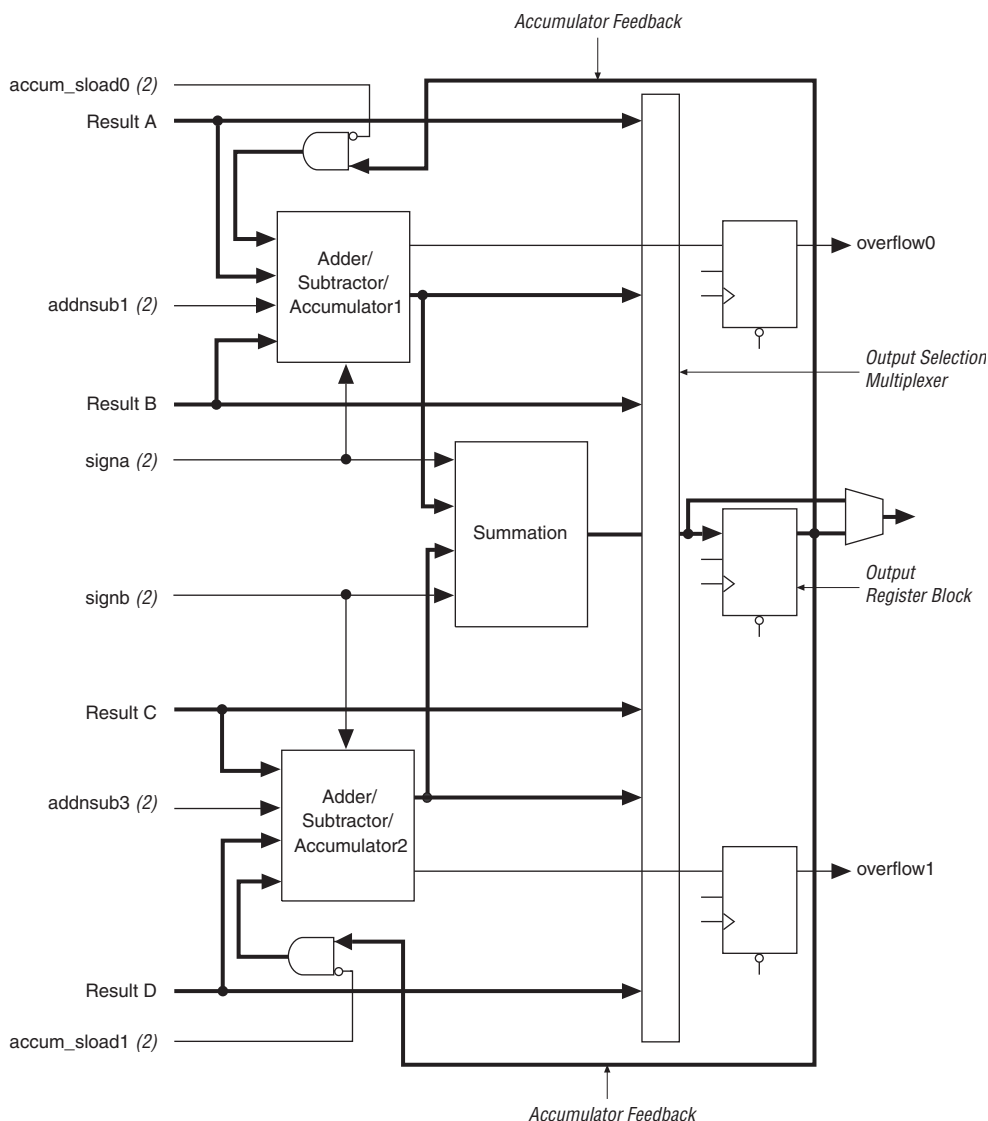 Accumulator Feedback
accum_sload0 (2)
Result A
overflow0
Adder/
Subtractor/
Accumulator1
addnsub1 (2)
Output Selection
Multiplexer
Result B
signa (2)
Summation
Output
Register Block
signb (2)
Result C
Adder/
Subtractor/
Accumulator2
addnsub3 (2)
overflow1
Result D
accum_sload1 (2)
Accumulator Feedback